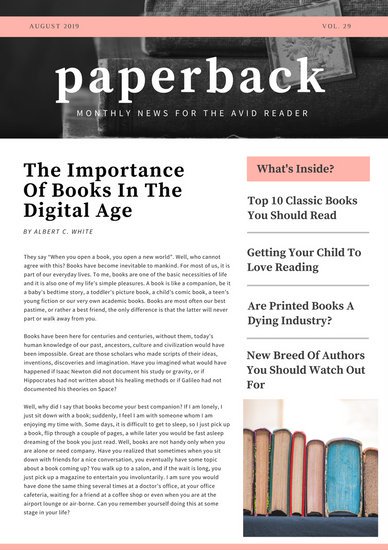 AUGUST 2019
VOL. 29
paperback
MONTHLY NEWS FOR THE AVID READER
The Importance
Of Books In The
Digital Age
BY ALBERT C. WHITE
They say "When you open a book, you open a new world". Well, who cannot
agree with this? Books have become inevitable to mankind. For most of us, it is
part of our everyday lives. To me, books are one of the basic necessities of life
and it is also one of my life's simple pleasures. A book is like a companion, be it
a baby's bedtime story, a toddler's picture book, a child's comic book, a teen's
young fiction or our very own academic books. Books are most often our best
pastime, or rather a best friend, the only difference is that the latter will never
part or walk away from you.
Books have been here for centuries and centuries, without them, today's
human knowledge of our past, ancestors, culture and civilization would have
been impossible. Great are those scholars who made scripts of their ideas,
inventions, discoveries and imagination. Have you imagined what would have
happened if Isaac Newton did not document his study or gravity, or if
Hippocrates had not written about his healing methods or if Galileo had not
documented his theories on Space?
Well, why did I say that books become your best companion? If I am lonely, I
just sit down with a book; suddenly, I feel I am with someone whom I am
enjoying my time with. Some days, it is difficult to get to sleep, so I just pick up
a book, flip through a couple of pages, a while later you would be fast asleep
dreaming of the book you just read. Well, books are not handy only when you
are alone or need company. Have you realized that sometimes when you sit
down with friends for a nice conversation, you eventually have some topic
about a book coming up? You walk up to a salon, and if the wait is long, you
just pick up a magazine to entertain you involuntarily. I am sure you would
have done the same thing several times at a doctor's office, at your office
cafeteria, waiting for a friend at a coffee shop or even when you are at the
airport lounge or air-borne. Can you remember yourself doing this at some
stage in your life?
What's Inside?
Top 10 Classic Books
You Should Read
Getting Your Child To
Love Reading
Are Printed Books A
Dying Industry?
New Breed Of Authors
You Should Watch Out
For